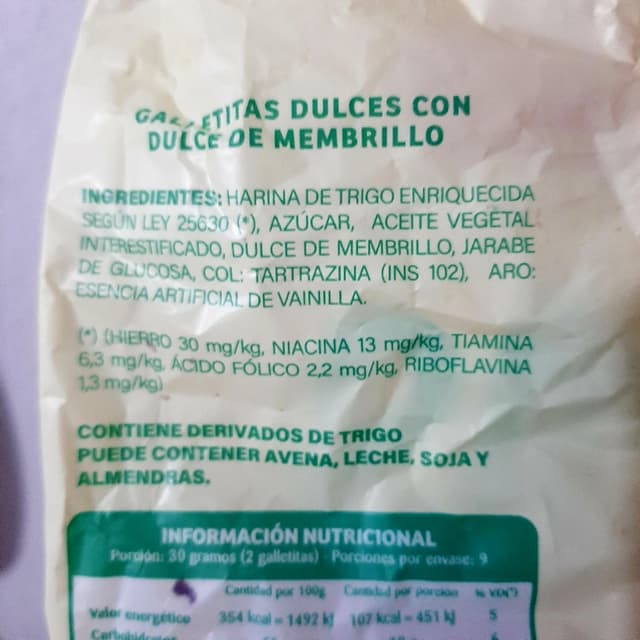 GALLETITAS DULCES CON
DULCE DE MEMBRILLO
INGREDIENTES: HARINA DE TRIGO ENRIQUECIDA
SEGÚN LEY 25630 (*), AZÚCAR, ACEITE VEGETAL
INTERESTIFICADO, DULCE DE MEMBRILLO, JARABE
DE GLUCOSA, COL: TARTRAZINA (INS 102), ARO:
ESENCIA ARTIFICIAL DE VAINILLA.
(*) (HIERRO 30 mg/kg, NIACINA 13 mg/kg, TIAMINA
6,3 mg/kg, ÁCIDO FÓLICO 2,2 mg/kg, RIBOFLAVINA
1,3 mg/kg)
CONTIENE DERIVADOS DE TRIGO
PUEDE CONTENER AVENA, LECHE, SOJA Y
ALMENDRAS.
INFORMACIÓN NUTRICIONAL
Porción: 30 gramos (2 galletitas) - Porciones por envase: 9
Cantidad por 100g Cantidad por porción % VD(*)
Valor energético 354 kcal = 1492 kJ 107 kcal = 451 kJ 5
Carbohidratos